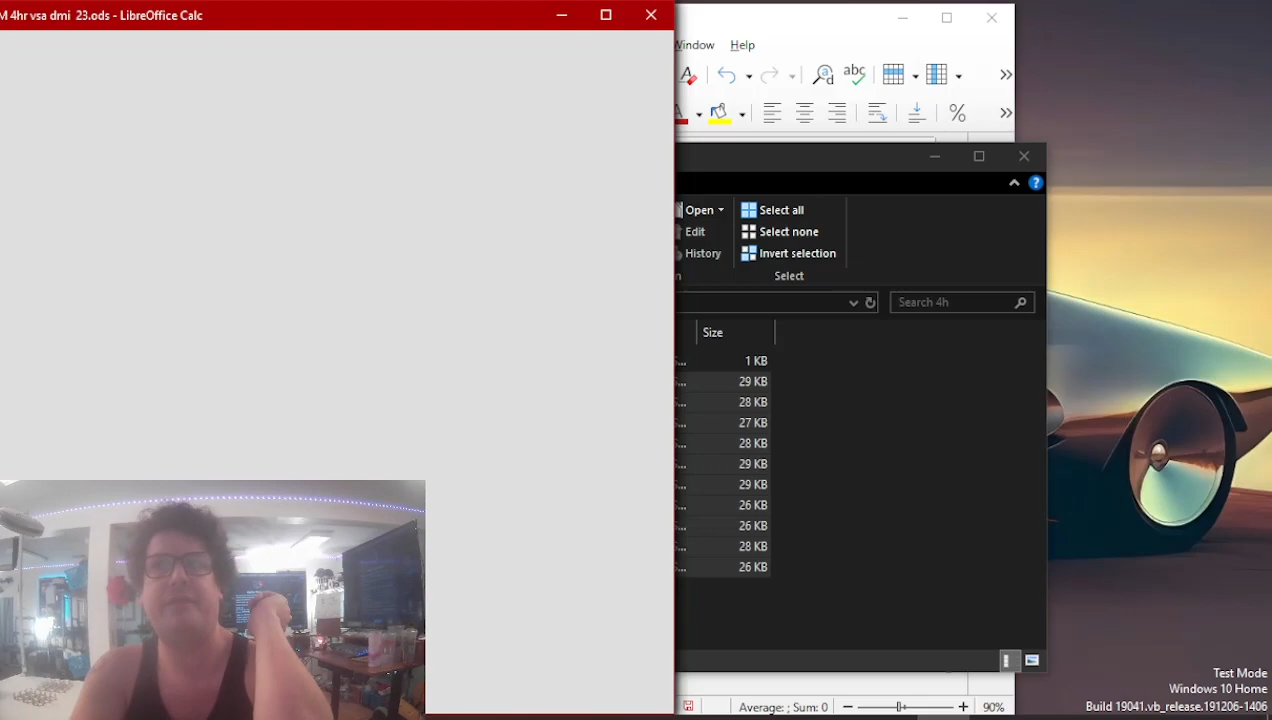 M 4hr vsa dmi 23.ods - LibreOffice Calc
Window Help
abc
%
Open Select all
Edit Select none
History Invert selection
Select
Search 4h
Size
1 KB
29 KB
28 KB
27 KB
28 KB
29 KB
29 KB
26 KB
26 KB
28 KB
26 KB
Average: ; Sum: 0
90%
Test Mode
Windows 10 Home
Build 19041.vb_release.191206-1406